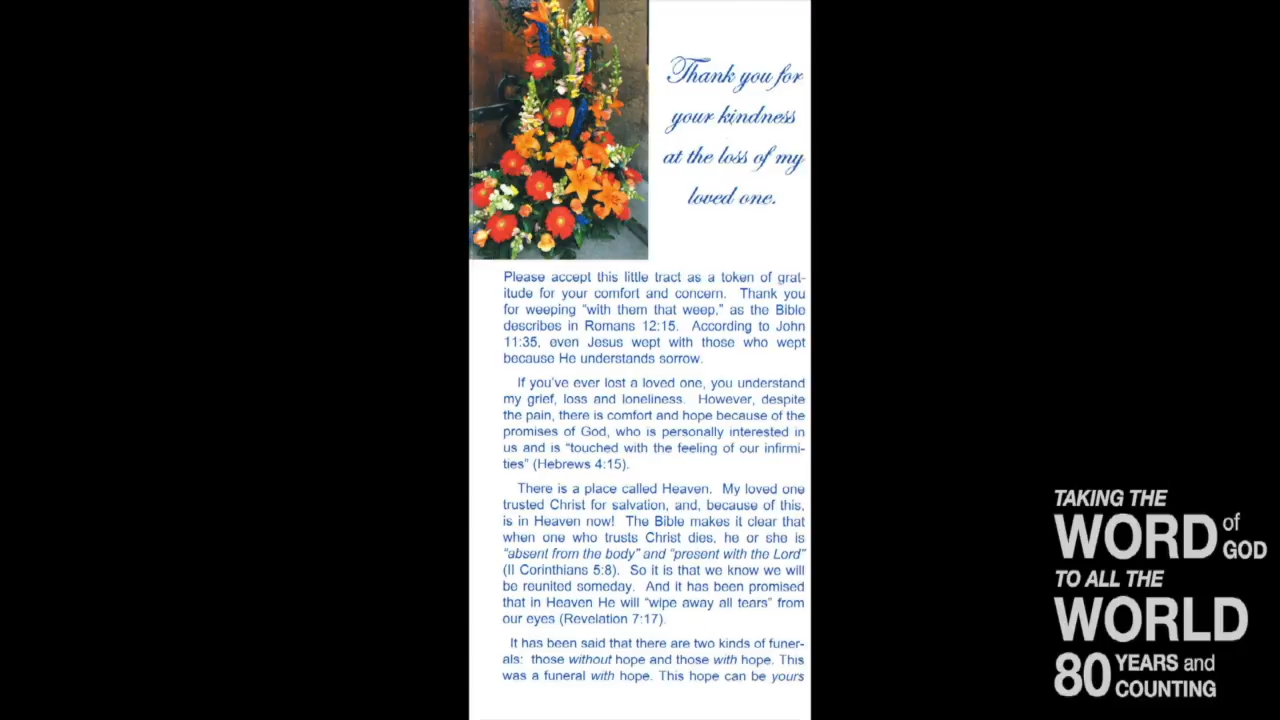 Thank you for
your kindness
at the loss of my
loved one.
Please accept this little tract as a token of grat-
itude for your comfort and concern. Thank you
for weeping “with them that weep,” as the Bible
describes in Romans 12:15. According to John
11:35, even Jesus wept with those who wept
because He understands sorrow.
If you’ve ever lost a loved one, you understand
my grief, loss and loneliness. However, despite
the pain, there is comfort and hope because of the
promises of God, who is personally interested in
us and is “touched with the feeling of our infirmi-
ties” (Hebrews 4:15).
There is a place called Heaven. My loved one
trusted Christ for salvation, and, because of this,
is in Heaven now! The Bible makes it clear that
when one who trusts Christ dies, he or she is
“absent from the body” and “present with the Lord”
(II Corinthians 5:8). So it is that we know we will
be reunited someday. And it has been promised
that in Heaven He will “wipe away all tears” from
our eyes (Revelation 7:17).
It has been said that there are two kinds of funer-
als: those without hope and those with hope. This
was a funeral with hope. This hope can be yours
TAKING THE
WORD of GOD
TO ALL THE
WORLD
80 YEARS and COUNTING